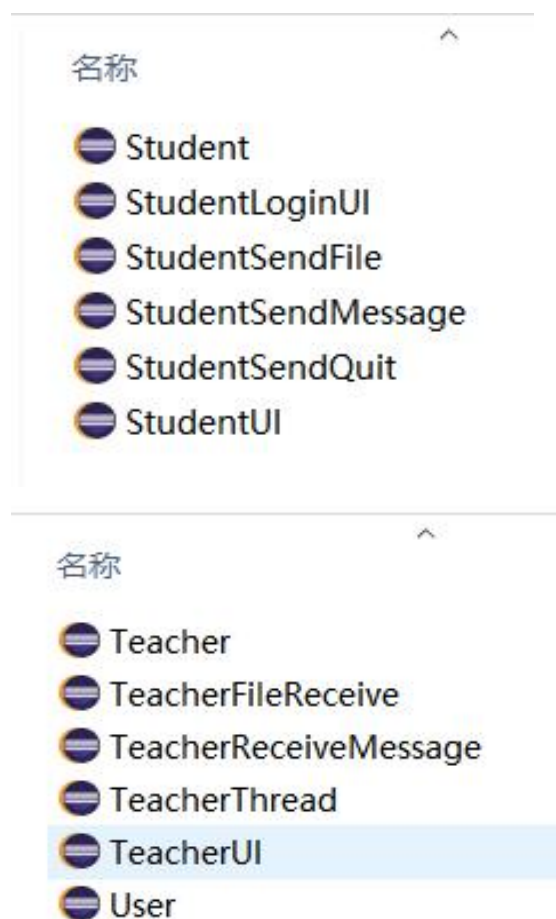 名称
Student
StudentLoginUI
StudentSendFile
StudentSendMessage
StudentSendQuit
StudentUI
名称
Teacher
TeacherFileReceive
TeacherReceiveMessage
TeacherThread
TeacherUI
User